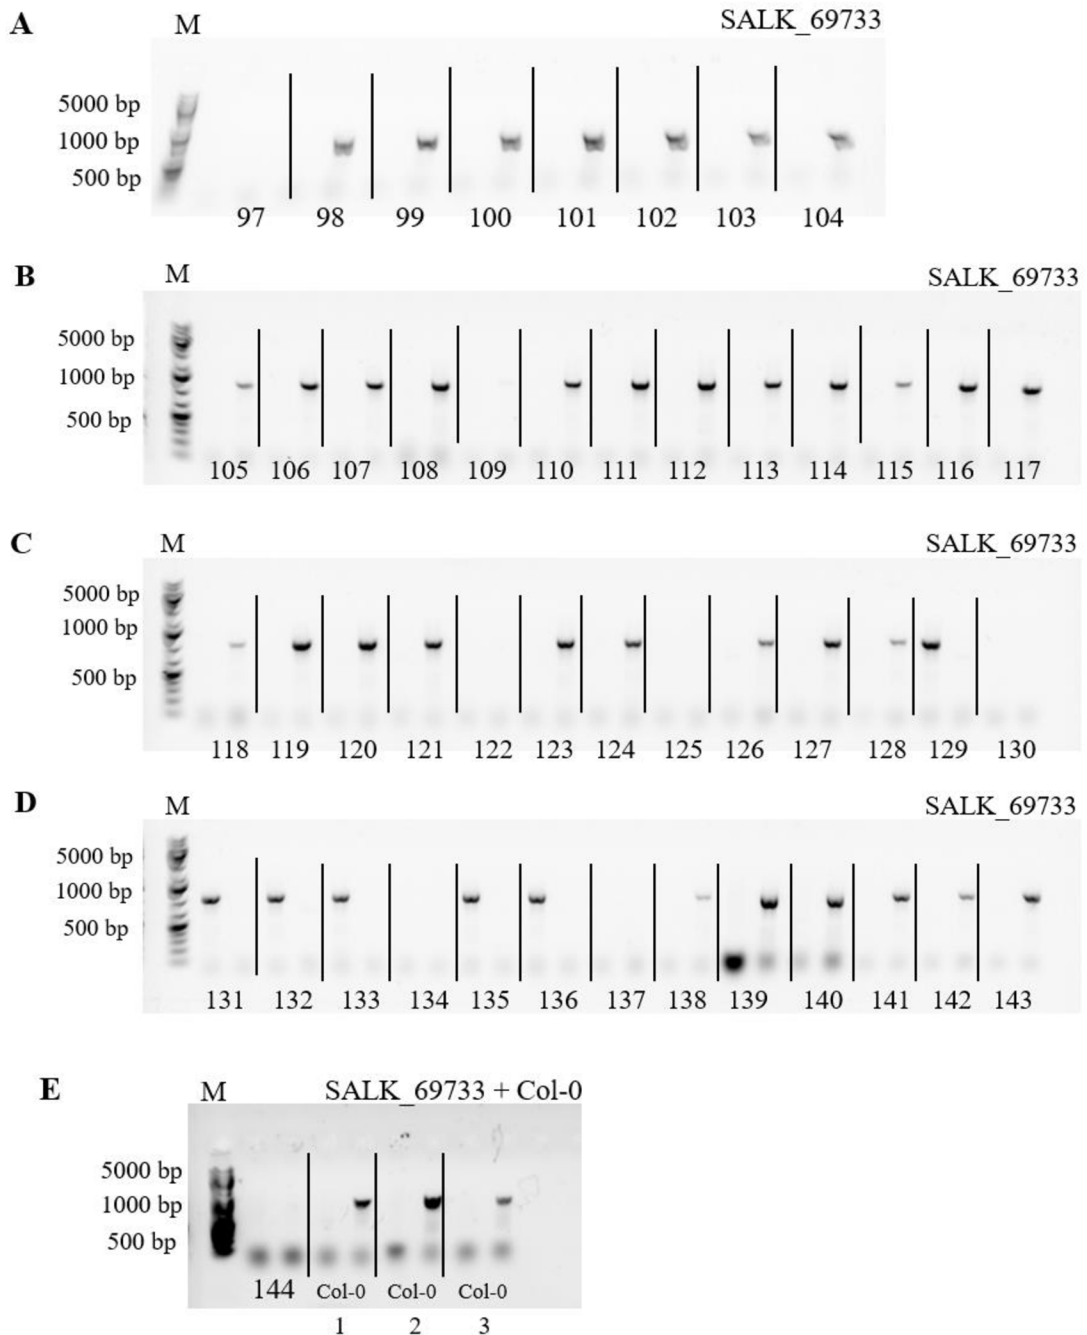 A
M
SALK_69733
5000 bp
1000 bp
500 bp
97 98 99 100 101 102 103 104
B
M
SALK_69733
5000 bp
1000 bp
500 bp
105 106 107 108 109 110 111 112 113 114 115 116 117
C
M
SALK_69733
5000 bp
1000 bp
500 bp
118 119 120 121 122 123 124 125 126 127 128 129 130
D
M
SALK_69733
5000 bp
1000 bp
500 bp
131 132 133 134 135 136 137 138 139 140 141 142 143
E
M
SALK_69733 + Col-0
5000 bp
1000 bp
500 bp
144 Col-0 Col-0 Col-0
1 2 3